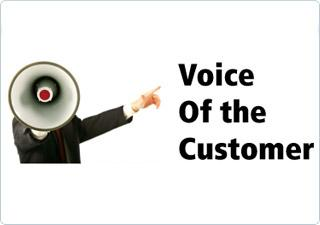 Voice
Of the
Customer